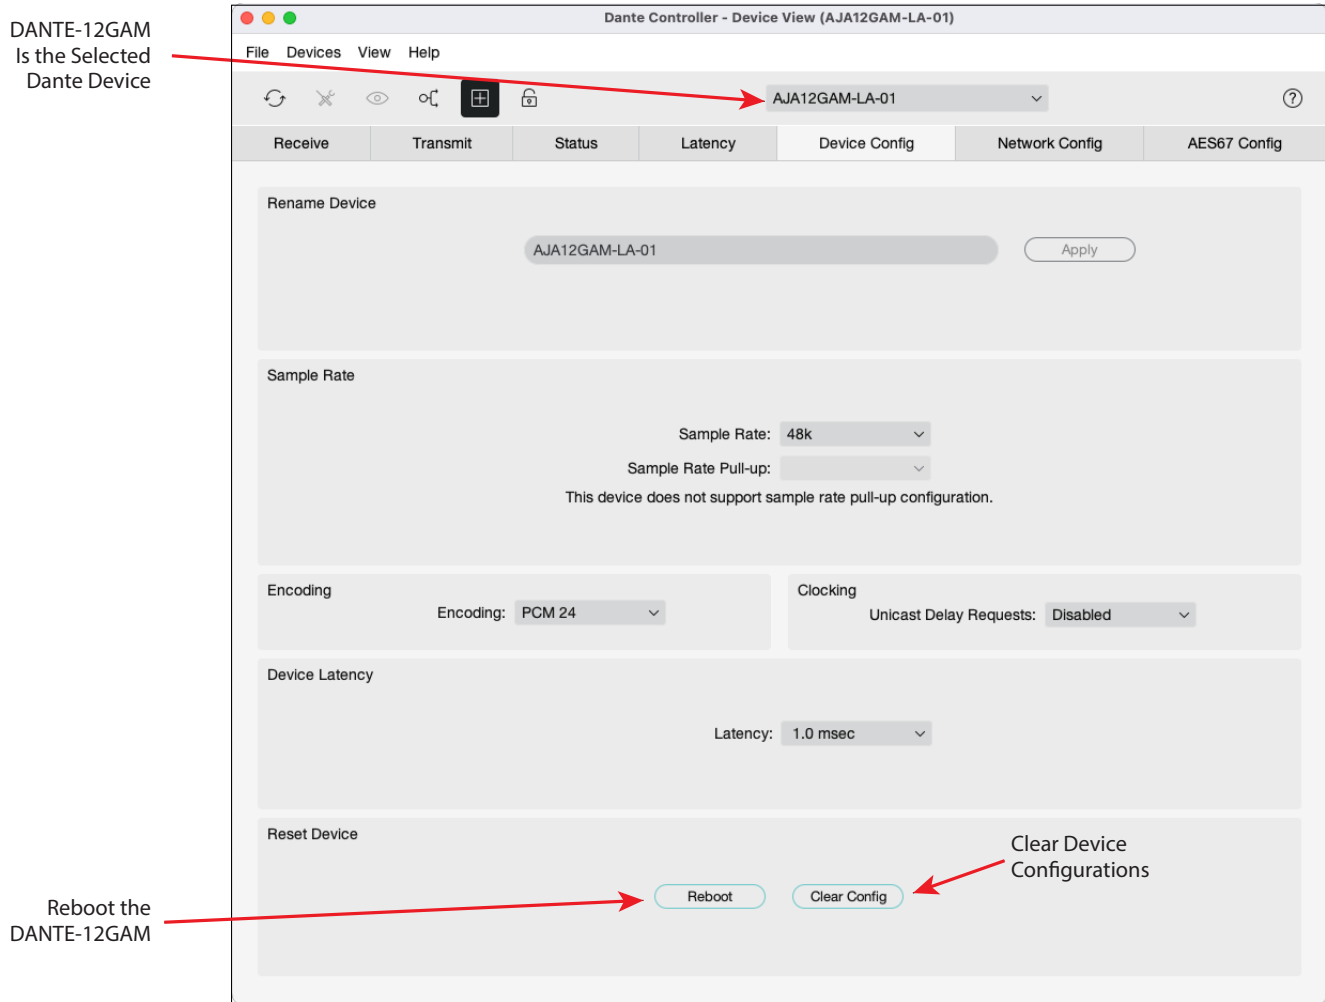 DANTE-12GAM
Is the Selected
Dante Device
Dante Controller - Device View (AJA12GAM-LA-01)
File Devices View Help
AJA12GAM-LA-01
?
Receive Transmit Status Latency Device Config Network Config AES67 Config
Rename Device
AJA12GAM-LA-01 Apply
Sample Rate
Sample Rate: 48k
Sample Rate Pull-up:
This device does not support sample rate pull-up configuration.
Encoding
Encoding: PCM 24
Clocking
Unicast Delay Requests: Disabled
Device Latency
Latency: 1.0 msec
Reset Device
Clear Device
Configurations
Reboot Clear Config
Reboot the
DANTE-12GAM